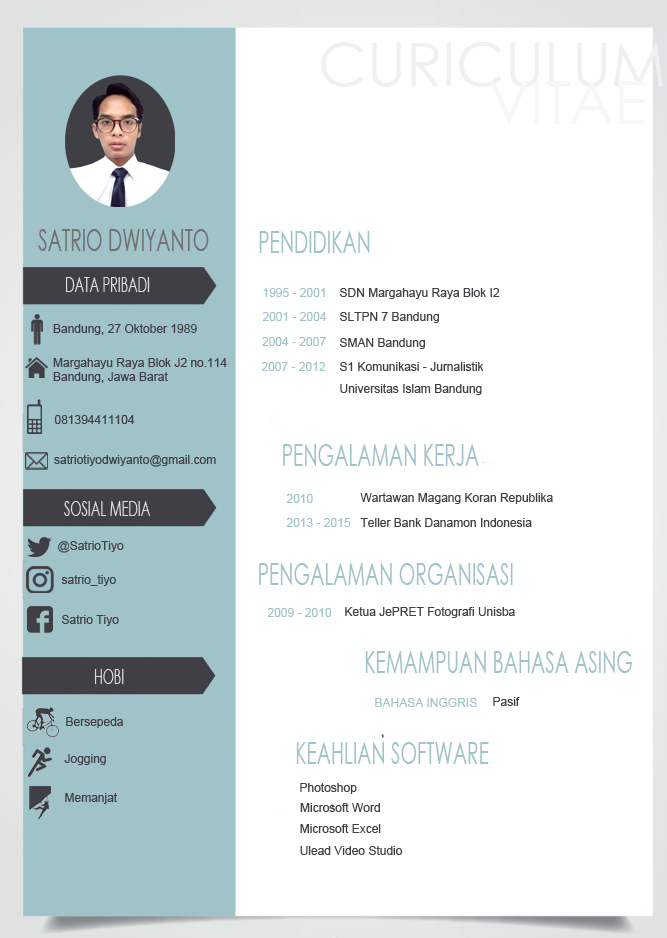 CURICULUM
VITAE
SATRIO DWIYANTO
DATA PRIBADI
Bandung, 27 Oktober 1989
Margahayu Raya Blok J2 no.114
Bandung, Jawa Barat
081394411104
satriotiyodwiyanto@gmail.com
SOSIAL MEDIA
@SatrioTiyo
satrio_tiyo
Satrio Tiyo
HOBI
Bersepeda
Jogging
Memanjat
PENDIDIKAN
1995 - 2001 SDN Margahayu Raya Blok I2
2001 - 2004 SLTPN 7 Bandung
2004 - 2007 SMAN Bandung
2007 - 2012 S1 Komunikasi - Jurnalistik
Universitas Islam Bandung
PENGALAMAN KERJA
2010 Wartawan Magang Koran Republika
2013 - 2015 Teller Bank Danamon Indonesia
PENGALAMAN ORGANISASI
2009 - 2010 Ketua JePRET Fotografi Unisba
KEMAMPUAN BAHASA ASING
BAHASA INGGRIS Pasif
KEAHLIAN SOFTWARE
Photoshop
Microsoft Word
Microsoft Excel
Ulead Video Studio